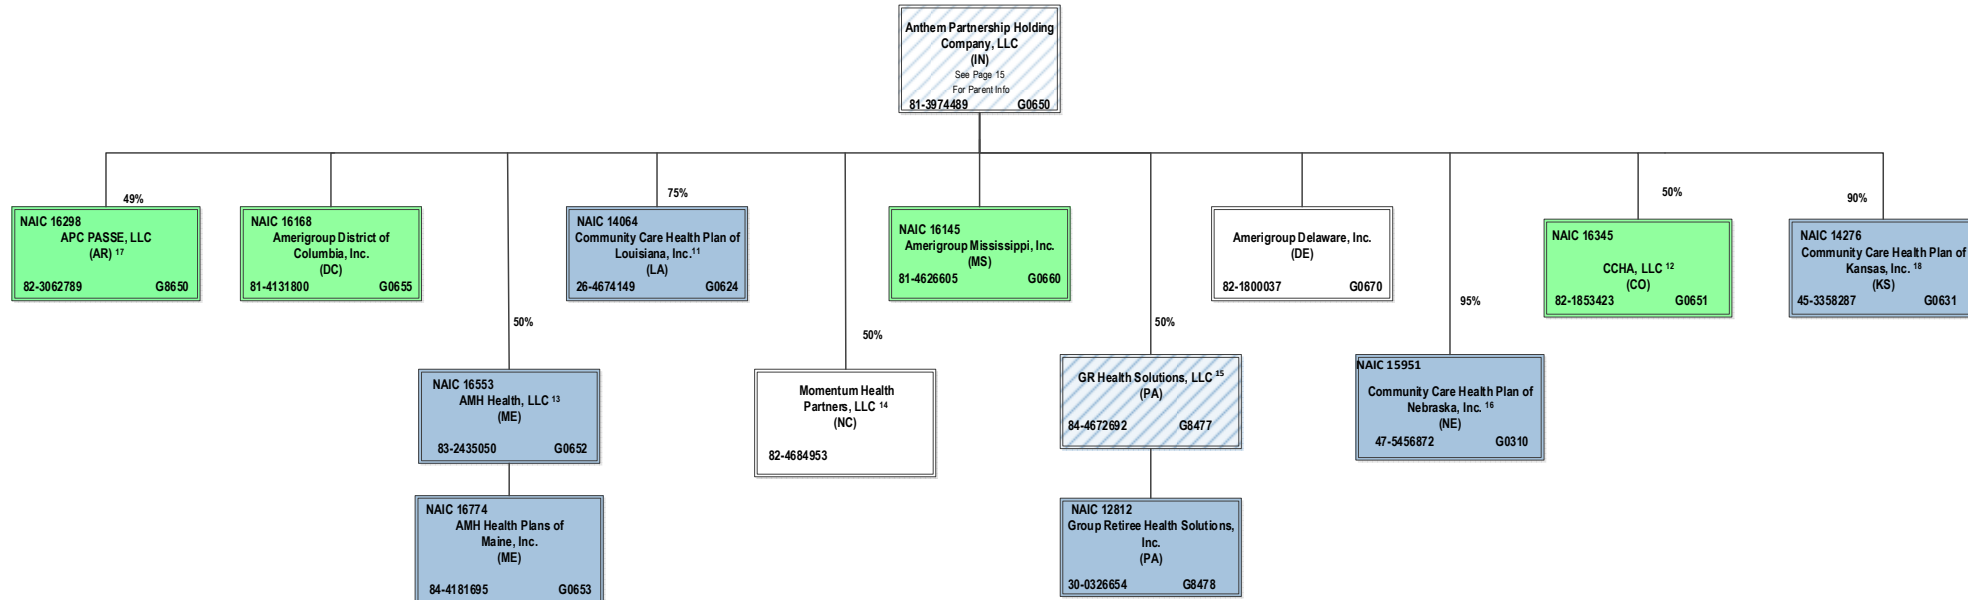 Anthem Partnership Holding
Company, LLC
(IN)
See Page 15
For Parent Info
81-3974489 G0650
49%
NAIC 16298
APC PASSE, LLC
(AR) 17
82-3062789 G8650
NAIC 16168
Amerigroup District of
Columbia, Inc.
(DC)
81-4131800 G0655
75%
NAIC 14064
Community Care Health Plan of
Louisiana, Inc.11
(LA)
26-4674149 G0624
NAIC 16145
Amerigroup Mississippi, Inc.
(MS)
81-4626605 G0660
Amerigroup Delaware, Inc.
(DE)
82-1800037 G0670
50%
NAIC 16345
CCHA, LLC 12
(CO)
82-1853423 G0651
90%
NAIC 14276
Community Care Health Plan of
Kansas, Inc. 18
(KS)
45-3358287 G0631
50%
NAIC 16553
AMH Health, LLC 13
(ME)
83-2435050 G0652
50%
Momentum Health
Partners, LLC 14
(NC)
82-4684953
50%
GR Health Solutions, LLC 15
(PA)
84-4672692 G8477
95%
NAIC 15951
Community Care Health Plan of
Nebraska, Inc. 16
(NE)
47-5456872 G0310
NAIC 16774
AMH Health Plans of
Maine, Inc.
(ME)
84-4181695 G0653
NAIC 12812
Group Retiree Health Solutions,
Inc.
(PA)
30-0326654 G8478